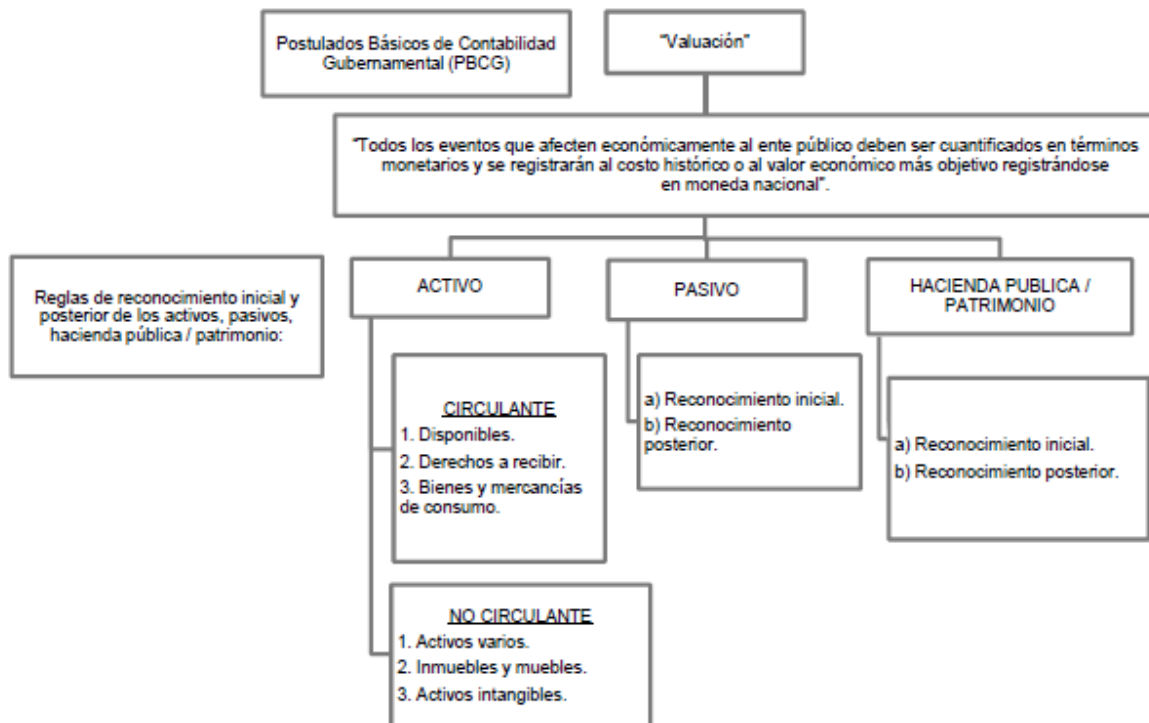 Postulados Básicos de Contabilidad
Gubernamental (PBCG)
"Valuación"
"Todos los eventos que afecten económicamente al ente público deben ser cuantificados en términos
monetarios y se registrarán al costo histórico o al valor económico más objetivo registrándose
en moneda nacional".
Reglas de reconocimiento inicial y
posterior de los activos, pasivos,
hacienda pública / patrimonio:
ACTIVO
CIRCULANTE
1. Disponibles.
2. Derechos a recibir.
3. Bienes y mercancías
de consumo.
NO CIRCULANTE
1. Activos varios.
2. Inmuebles y muebles.
3. Activos intangibles.
PASIVO
a) Reconocimiento inicial.
b) Reconocimiento
posterior.
HACIENDA PUBLICA /
PATRIMONIO
a) Reconocimiento inicial.
b) Reconocimiento posterior.